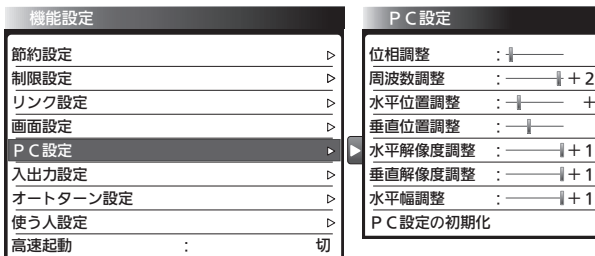 機能設定
節約設定
制限設定
リンク設定
画面設定
PC設定
入出力設定
オートターン設定
使う人設定
高速起動 : 切
PC設定
位相調整 :
周波数調整 : +2
水平位置調整 : +
垂直位置調整 :
水平解像度調整 : +1
垂直解像度調整 : +1
水平幅調整 : +1
PC設定の初期化